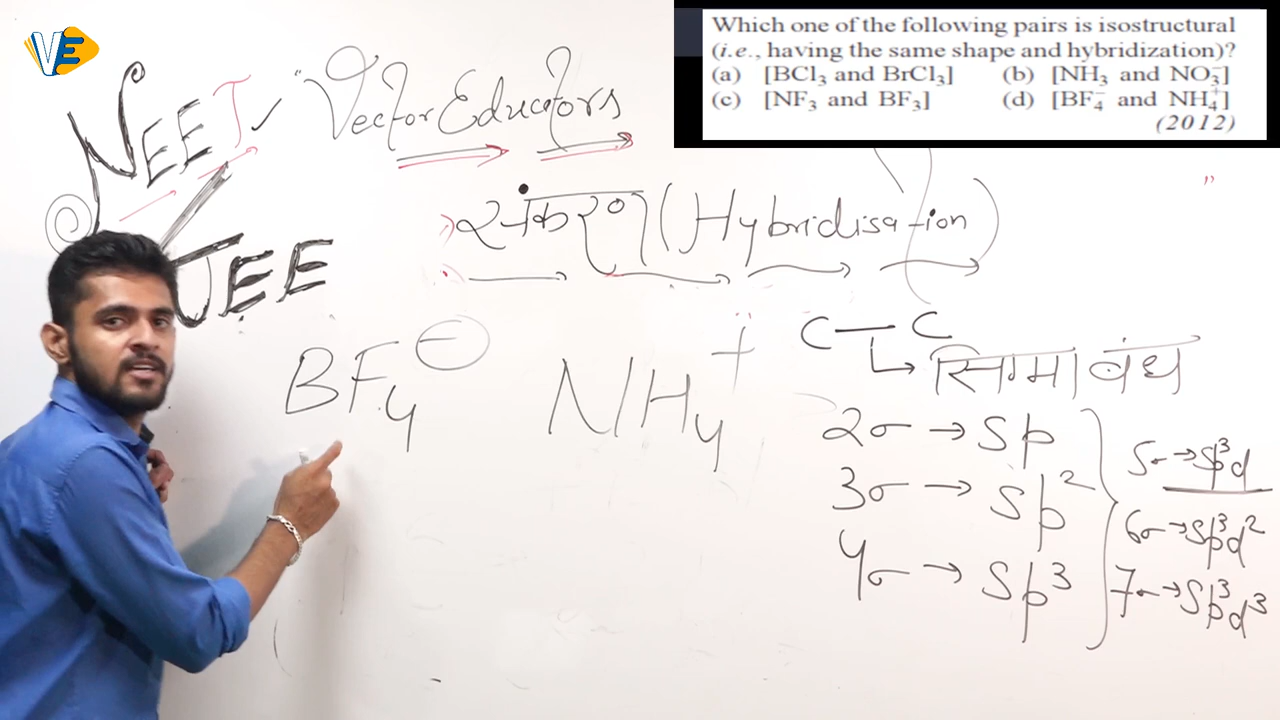 VE
Which one of the following pairs is isostructural
(i.e., having the same shape and hybridization)?
(a) [BCl₃ and BrCl₃] (b) [NH₃ and NO₃⁻]
(c) [NF₃ and BF₃] (d) [BF₄⁻ and NH₄⁺]
(2012)
NEET
JEE
"Vector Educators"
संकरण (Hybridisation)
BF₄⊖ NH₄⁺
C—C
सिग्मा बंध
2σ → sp
3σ → sp²
4σ → sp³
5σ → sp³d
6σ → sp³d²
7σ → sp³d³